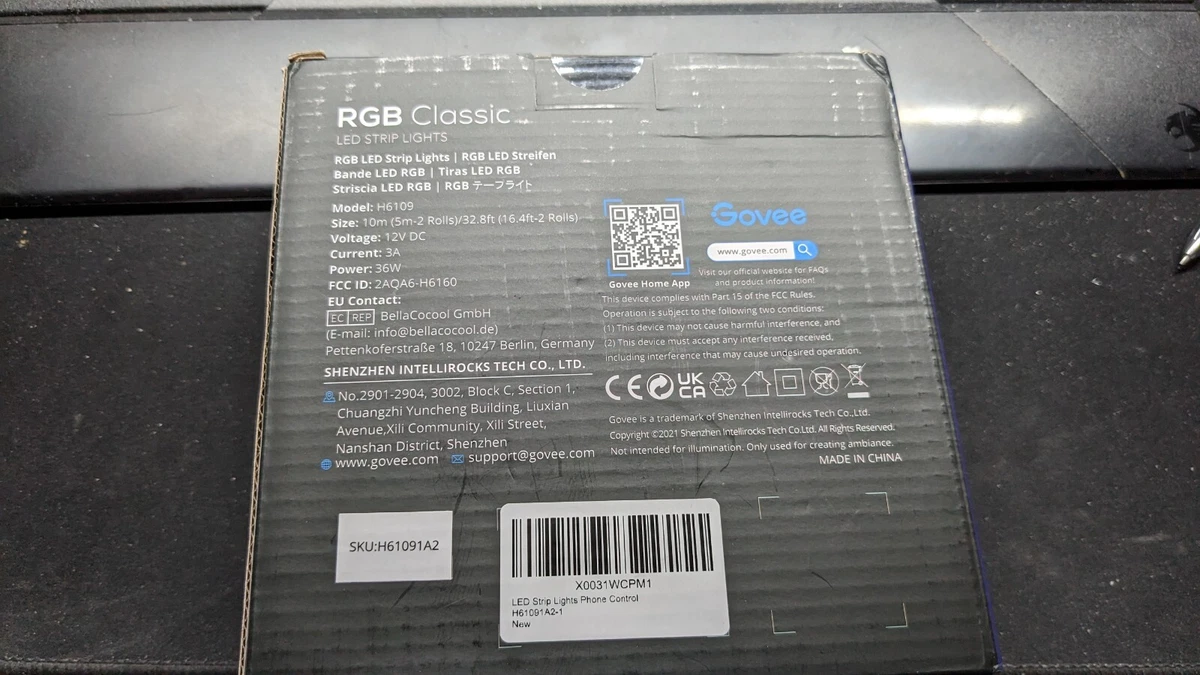 RGB Classic
LED STRIP LIGHTS
RGB LED Strip Lights | RGB LED Streifen
Bande LED RGB | Tiras LED RGB
Striscia LED RGB | RGB テープライト
Model: H6109
Size: 10m (5m-2 Rolls)/32.8ft (16.4ft-2 Rolls)
Voltage: 12V DC
Current: 3A
Power: 36W
FCC ID: 2AQA6-H6160
EU Contact:
EC REP BellaCocool GmbH
(E-mail: info@bellacocool.de)
Pettenkoferstraße 18, 10247 Berlin, Germany
SHENZHEN INTELLIROCKS TECH CO., LTD.
No.2901-2904, 3002, Block C, Section 1,
Chuangzhi Yuncheng Building, Liuxian
Avenue,Xili Community, Xili Street,
Nanshan District, Shenzhen
www.govee.com support@govee.com
Govee
www.govee.com
Govee Home App
Visit our official website for FAQs
and product information!
This device complies with Part 15 of the FCC Rules.
Operation is subject to the following two conditions:
(1) This device may not cause harmful interference, and
(2) This device must accept any interference received,
including interference that may cause undesired operation.
CE UK
CA
Govee is a trademark of Shenzhen Intellirocks Tech Co.,Ltd.
Copyright ©2021 Shenzhen Intellirocks Tech Co.Ltd. All Rights Reserved.
Not intended for illumination. Only used for creating ambiance.
MADE IN CHINA
SKU:H61091A2
X0031WCPM1
LED Strip Lights Phone Control
H61091A2-1
New